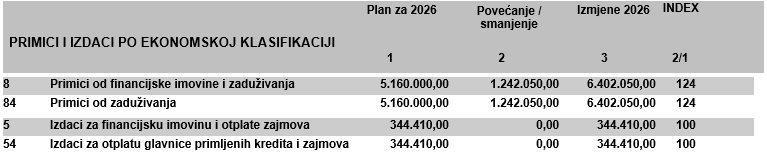 Plan za 2026 Povećanje / smanjenje Izmjene 2026 INDEX
PRIMICI I IZDACI PO EKONOMSKOJ KLASIFIKACIJI
1 2 3 2/1
8 Primici od financijske imovine i zaduživanja 5.160.000,00 1.242.050,00 6.402.050,00 124
84 Primici od zaduživanja 5.160.000,00 1.242.050,00 6.402.050,00 124
5 Izdaci za financijsku imovinu i otplate zajmova 344.410,00 0,00 344.410,00 100
54 Izdaci za otplatu glavnice primljenih kredita i zajmova 344.410,00 0,00 344.410,00 100